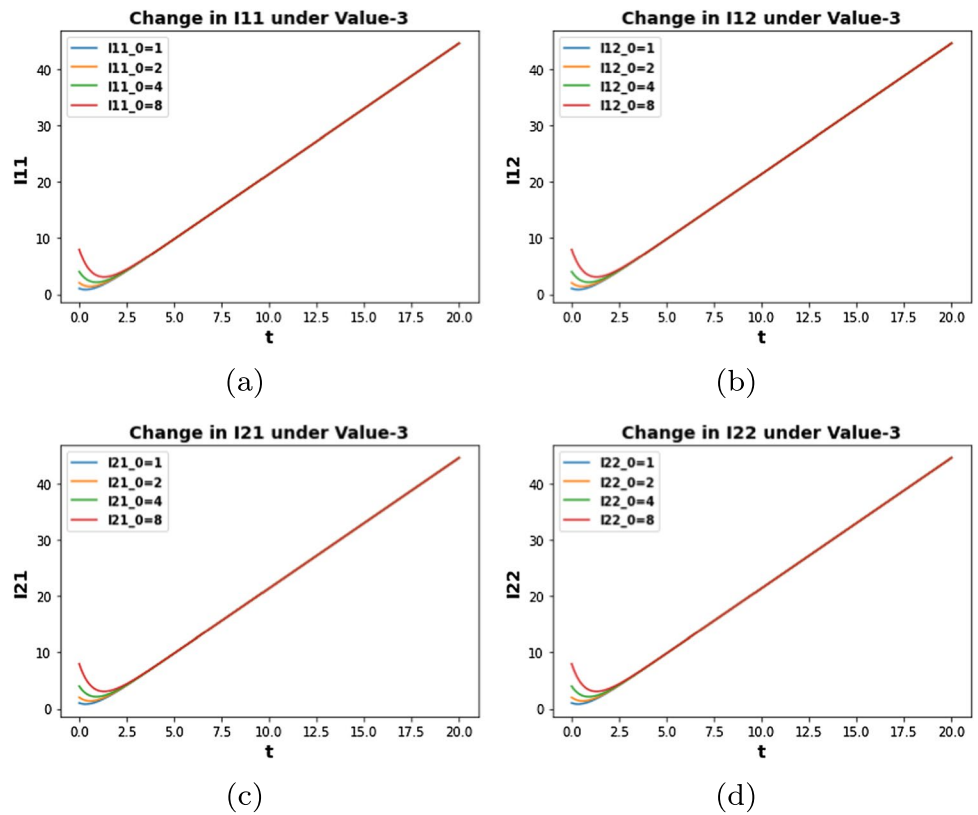 Change in I11 under Value-3
I11_0=1
I11_0=2
I11_0=4
I11_0=8
40
30
20
10
0
I11
0.0 2.5 5.0 7.5 10.0 12.5 15.0 17.5 20.0
t
(a)
Change in I12 under Value-3
I12_0=1
I12_0=2
I12_0=4
I12_0=8
40
30
20
10
0
I12
0.0 2.5 5.0 7.5 10.0 12.5 15.0 17.5 20.0
t
(b)
Change in I21 under Value-3
I21_0=1
I21_0=2
I21_0=4
I21_0=8
40
30
20
10
0
I21
0.0 2.5 5.0 7.5 10.0 12.5 15.0 17.5 20.0
t
(c)
Change in I22 under Value-3
I22_0=1
I22_0=2
I22_0=4
I22_0=8
40
30
20
10
0
I22
0.0 2.5 5.0 7.5 10.0 12.5 15.0 17.5 20.0
t
(d)